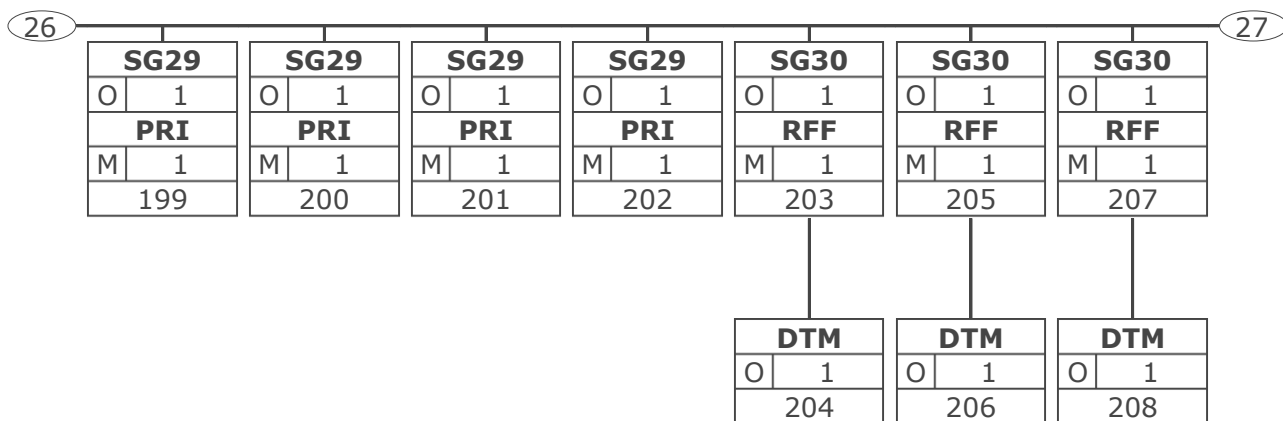 26 27
SG29 SG29 SG29 SG29 SG30 SG30 SG30
O 1 O 1 O 1 O 1 O 1 O 1 O 1
PRI PRI PRI PRI RFF RFF RFF
M 1 M 1 M 1 M 1 M 1 M 1 M 1
199 200 201 202 203 205 207
DTM DTM DTM
O 1 O 1 O 1
204 206 208